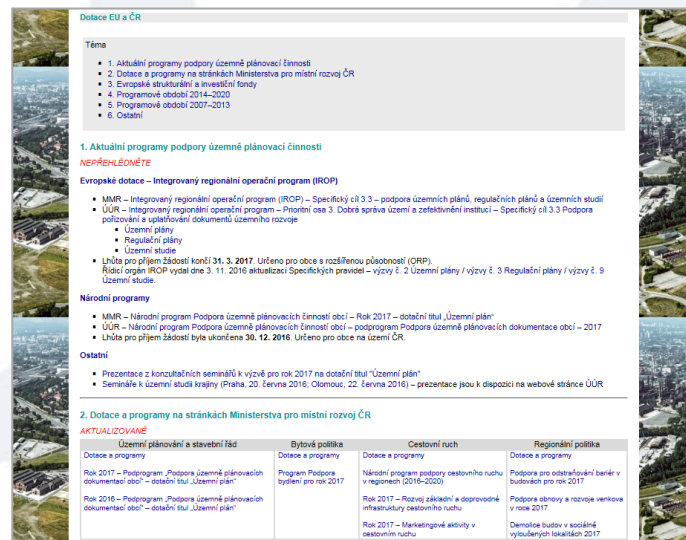 Dotace EU a ČR
Téma
1. Aktuální programy podpory územně plánovací činnosti
2. Dotace a programy na stránkách Ministerstva pro místní rozvoj ČR
3. Evropské strukturální a investiční fondy
4. Programové období 2014–2020
5. Programové období 2007–2013
6. Ostatní
1. Aktuální programy podpory územně plánovací činnosti
NEPŘEHLÉDNĚTE
Evropské dotace – Integrovaný regionální operační program (IROP)
MMR – Integrovaný regionální operační program (IROP) – Specifický cíl 3.3 – podpora územních plánů, regulačních plánů a územních studií
ÚÚR – Integrovaný regionální operační program – Prioritní osa 3. Dobrá správa území a zefektivnění institucí – Specifický cíl 3.3 Podpora
pořizování a uplatňování dokumentů územního rozvoje
Územní plány
Regulační plány
Územní studie
Lhůta pro příjem žádostí končí 31. 3. 2017. Určeno pro obce s rozšířenou působností (ORP).
Řídicí orgán IROP vydal dne 3. 11. 2016 aktualizaci Specifických pravidel – výzvy č. 2 Územní plány / výzvy č. 3 Regulační plány / výzvy č. 9
Územní studie.
Národní programy
MMR – Národní program Podpora územně plánovacích činností obcí – Rok 2017 – dotační titul „Územní plán“
ÚÚR – Národní program Podpora územně plánovacích činností obcí – podprogram Podpora územně plánovacích dokumentace obcí – 2017
Lhůta pro příjem žádostí byla ukončena 30. 12. 2016. Určeno pro obce na území ČR.
Ostatní
Prezentace z konzultačních seminářů k výzvě pro rok 2017 na dotační titul "Územní plán"
Semináře k územní studii krajiny (Praha, 20. června 2016; Olomouc, 22. června 2016) – prezentace jsou k dispozici na webové stránce ÚÚR
2. Dotace a programy na stránkách Ministerstva pro místní rozvoj ČR
AKTUALIZOVANÉ
Územní plánování a stavební řád Bytová politika Cestovní ruch Regionální politika
Dotace a programy Dotace a programy Dotace a programy Dotace a programy
Rok 2017 – Podprogram „Podpora územně plánovacích Program Podpora Národní program podpory cestovního ruchu Podpora pro odstraňování bariér v
dokumentací obcí“ – dotační titul „Územní plán“ bydlení pro rok 2017 v regionech (2016–2020) budovách pro rok 2017
Rok 2016 – Podprogram „Podpora územně plánovacích Rok 2017 – Rozvoj základní a doprovodné Podpora obnovy a rozvoje venkova
dokumentací obcí“ – dotační titul „Územní plán“ infrastruktury cestovního ruchu v roce 2017
Rok 2017 – Marketingové aktivity v Demolice budov v sociálně
cestovním ruchu vyloučených lokalitách 2017